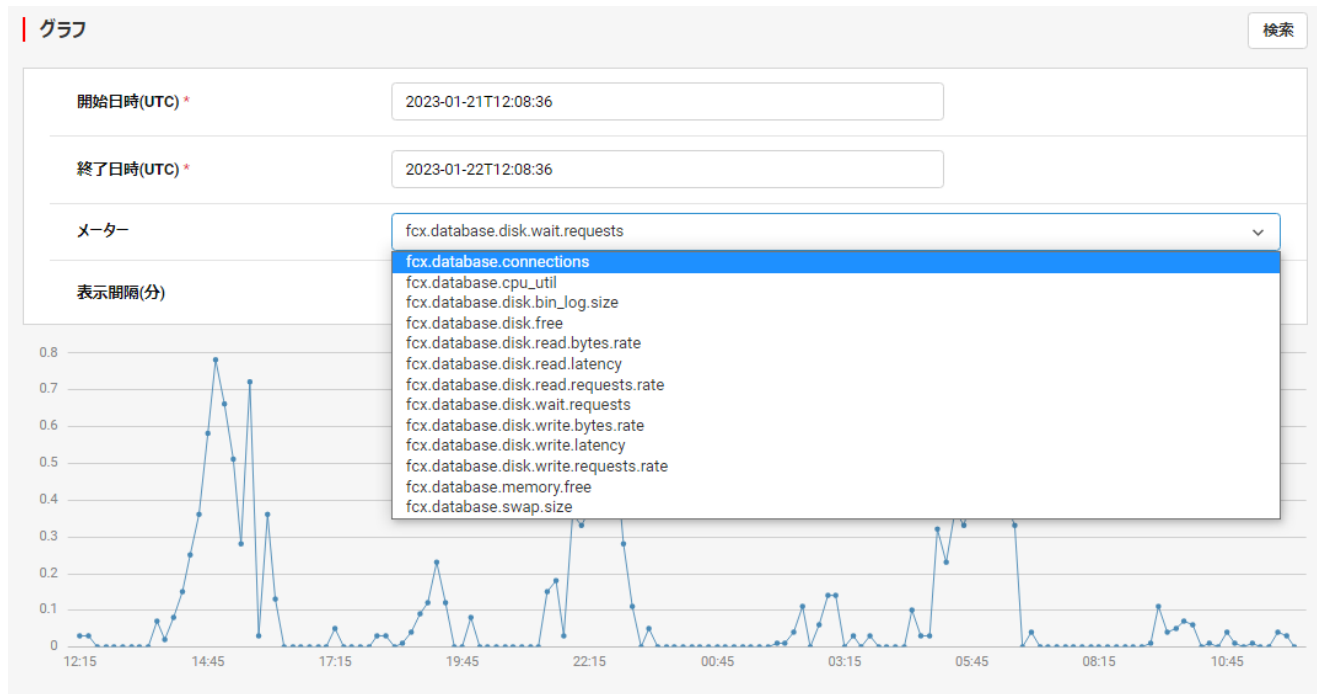 グラフ
検索
開始日時(UTC) *
2023-01-21T12:08:36
終了日時(UTC) *
2023-01-22T12:08:36
メーター
fcx.database.disk.wait.requests
fcx.database.connections
fcx.database.cpu_util
表示間隔(分)
fcx.database.disk.bin_log.size
fcx.database.disk.free
fcx.database.disk.read.bytes.rate
fcx.database.disk.read.latency
fcx.database.disk.read.requests.rate
fcx.database.disk.wait.requests
fcx.database.disk.write.bytes.rate
fcx.database.disk.write.latency
fcx.database.disk.write.requests.rate
fcx.database.memory.free
fcx.database.swap.size
0.8
0.7
0.6
0.5
0.4
0.3
0.2
0.1
0
12:15 14:45 17:15 19:45 22:15 00:45 03:15 05:45 08:15 10:45